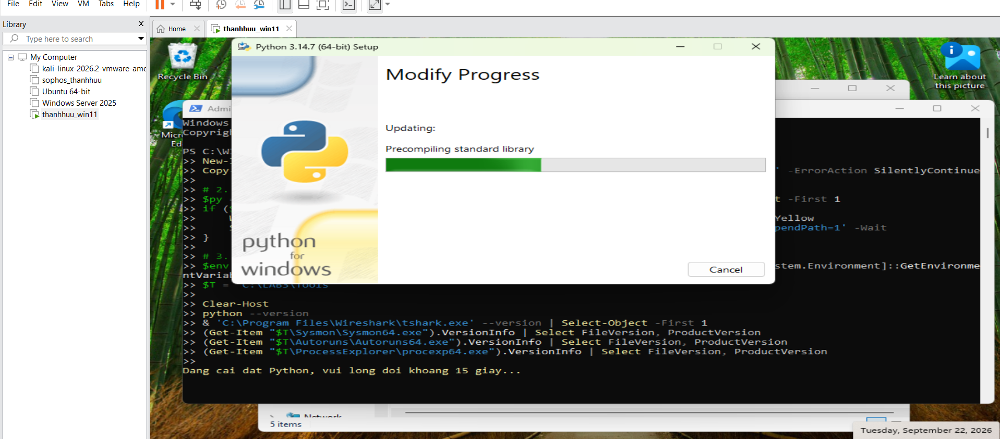 File Edit View VM Tabs Help
Library
Type here to search
My Computer
kali-linux-2026.2-vmware-amc
sophos_thanhhuu
Ubuntu 64-bit
Windows Server 2025
thanhhuu_win11
Home
thanhhuu_win11
Recycle Bin
Learn about
this picture
Micr
Ed
Python 3.14.7 (64-bit) Setup
Modify Progress
Updating:
Precompiling standard library
python
for
windows
Cancel
Admi
Windows
Copyrig
PS C:\W
>> New-
>> Copy
' -ErrorAction SilentlyContinue
>>
>> # 2.
>> $py =
t -First 1
>> if (
>>
Yellow
>>
pendPath=1' -Wait
>> }
>>
>> # 3.
>> $env
stem.Environment]::GetEnvironme
ntVariab
>> $T = C:\LAB3\Tools
>>
>> Clear-Host
>> python --version
>> & 'C:\Program Files\Wireshark\tshark.exe' --version | Select-Object -First 1
>> (Get-Item "$T\Sysmon\Sysmon64.exe").VersionInfo | Select FileVersion, ProductVersion
>> (Get-Item "$T\Autoruns\Autoruns64.exe").VersionInfo | Select FileVersion, ProductVersion
>> (Get-Item "$T\ProcessExplorer\procexp64.exe").VersionInfo | Select FileVersion, ProductVersion
>>
Dang cai dat Python, vui long doi khoang 15 giay...
Network
5 items
Tuesday, September 22, 2026